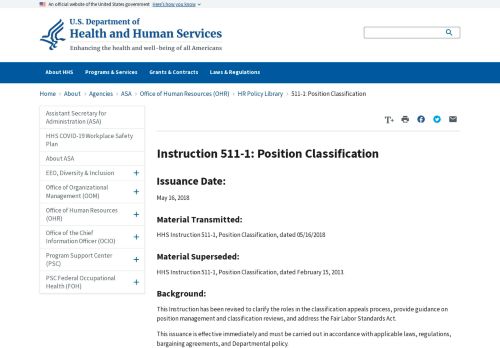 An official website of the United States government Here's how you know
U.S. Department of
Health and Human Services
Enhancing the health and well-being of all Americans
About HHS Programs & Services Grants & Contracts Laws & Regulations
Home › About › Agencies › ASA › Office of Human Resources (OHR) › HR Policy Library › 511-1: Position Classification
Assistant Secretary for
Administration (ASA)
HHS COVID-19 Workplace Safety
Plan
About ASA
EEO, Diversity & Inclusion +
Office of Organizational
Management (OOM) +
Office of Human Resources
(OHR) +
Office of the Chief
Information Officer (OCIO) +
Program Support Center
(PSC) +
PSC Federal Occupational
Health (FOH) +
T+
Instruction 511-1: Position Classification
Issuance Date:
May 16, 2018
Material Transmitted:
HHS Instruction 511-1, Position Classification, dated 05/16/2018
Material Superseded:
HHS Instruction 511-1, Position Classification, dated February 15, 2013
Background:
This Instruction has been revised to clarify the roles in the classification appeals process, provide guidance on
position management and classification reviews, and address the Fair Labor Standards Act.
This issuance is effective immediately and must be carried out in accordance with applicable laws, regulations,
bargaining agreements, and Departmental policy.